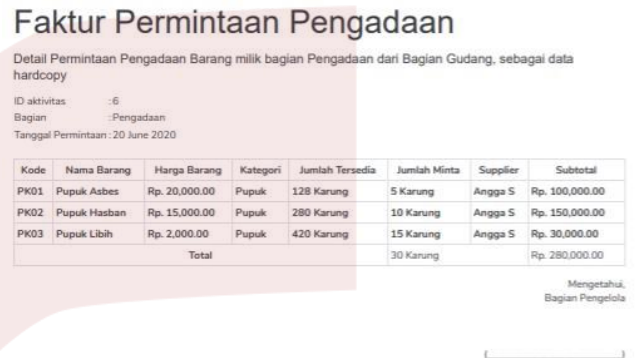 Faktur Permintaan Pengadaan
Detail Permintaan Pengadaan Barang milik bagian Pengadaan dari Bagian Gudang, sebagai data
hardcopy
ID aktivitas :6
Bagian :Pengadaan
Tanggal Permintaan : 20 June 2020
Kode Nama Barang Harga Barang Kategori Jumlah Tersedia Jumlah Minta Supplier Subtotal
PK01 Pupuk Asbes Rp. 20,000.00 Pupuk 128 Karung 5 Karung Angga S Rp. 100,000.00
PK02 Pupuk Hasban Rp. 15,000.00 Pupuk 280 Karung 10 Karung Angga S Rp. 150,000.00
PK03 Pupuk Libih Rp. 2,000.00 Pupuk 420 Karung 15 Karung Angga S Rp. 30,000.00
Total 30 Karung Rp. 280,000.00
Mengetahui,
Bagian Pengelola